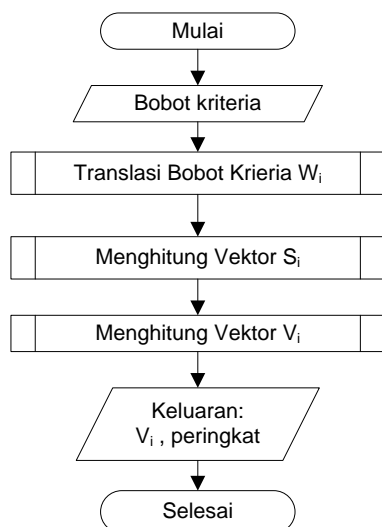 Mulai
Bobot kriteria
Translasi Bobot Krieria Wi
Menghitung Vektor Si
Menghitung Vektor Vi
Keluaran:
Vi , peringkat
Selesai